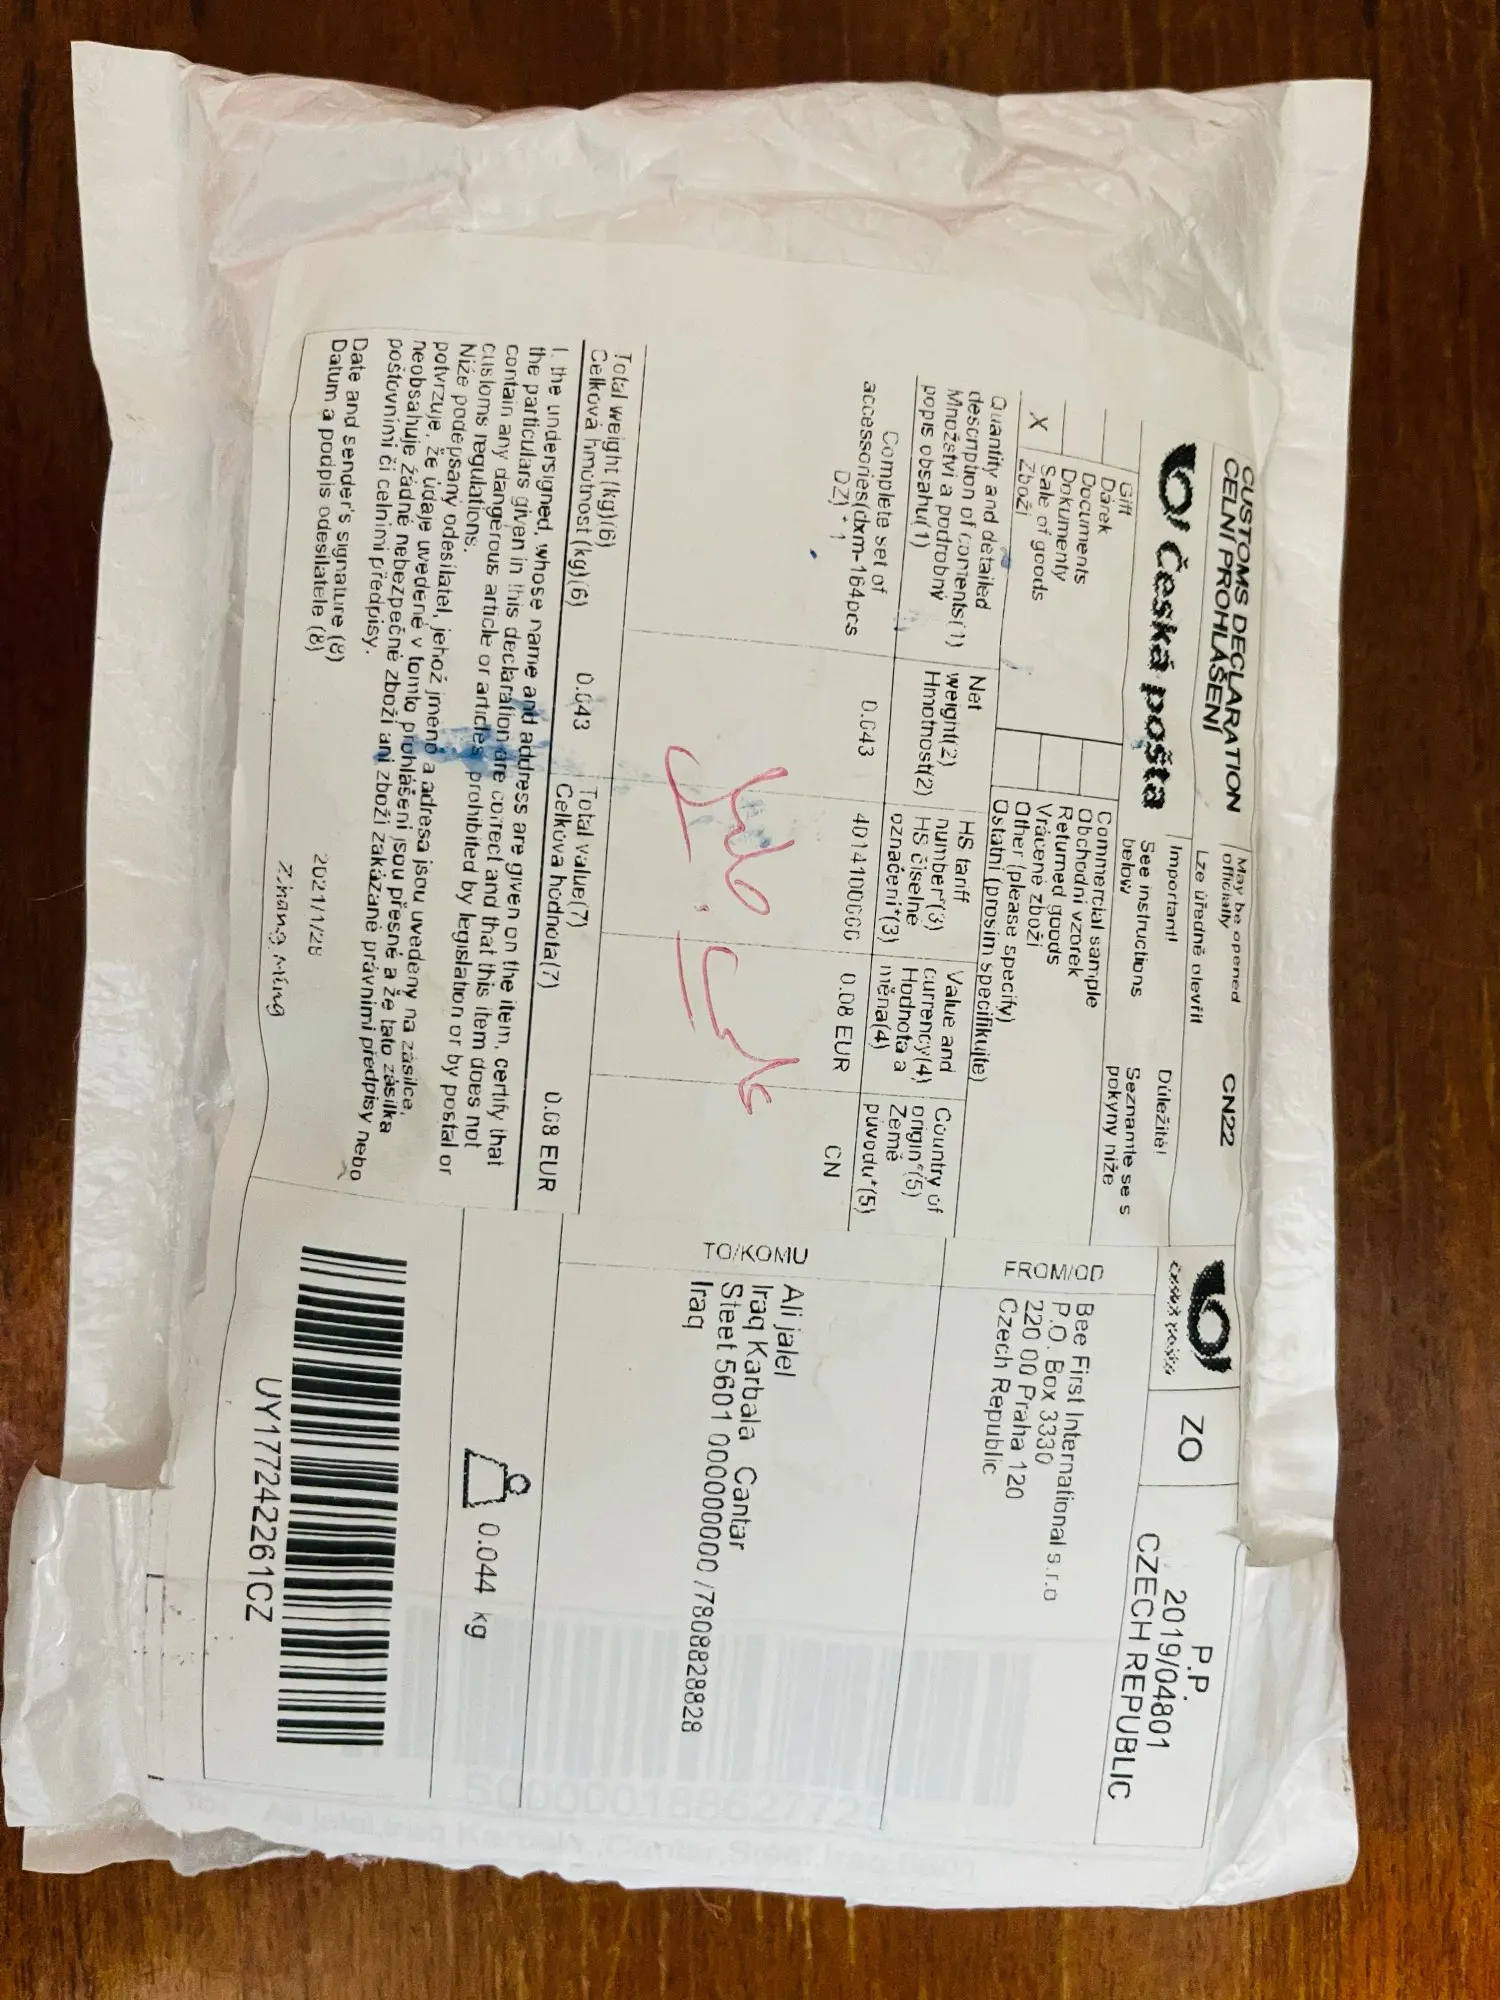 CUSTOMS DECLARATION
CELNÍ PROHLÁŠENÍ
May be opened
officially
Lze úředně otevřít
CN22
Česká pošta
Important!
See instructions
below
Důležité!
Seznamte se s
pokyny níže
Gift
Dárek
Documents
Dokumenty
X Sale of goods
Zboží
Commercial sample
Obchodní vzorek
Returned goods
Vrácené zboží
Other (please specify)
Ostatní (prosím specifikujte)
Quantity and detailed
description of contents(1)
Množství a podrobný
popis obsahu(1)
Net
weight(2)
Hmotnost(2)
HS tariff
number*(3)
HS číselné
označení*(3)
Value and
currency(4)
Hodnota a
měna(4)
Country of
origin*(5)
Země
původu*(5)
Complete set of
accessories(dxm-164pcs
DZ) * 1
0.043
401410000
0.08 EUR
CN
Total weight (kg)(6)
Celková hmotnost (kg)(6)
0.043
Total value(7)
Celková hodnota(7)
0.08 EUR
I, the undersigned, whose name and address are given on the item, certify that
the particulars given in this declaration are correct and that this item does not
contain any dangerous article or articles prohibited by legislation or by postal or
customs regulations.
Níže podepsaný odesílatel, jehož jméno a adresa jsou uvedeny na zásilce,
potvrzuje, že údaje uvedené v tomto prohlášení jsou přesné a že tato zásilka
neobsahuje žádné nebezpečné zboží ani zboží zakázané právními předpisy nebo
poštovními či celními předpisy.
Date and sender's signature (8)
Datum a podpis odesílatele (8)
2021/1/28
Zihang Ming
Česká pošta
ZO
P.P.
2019/04801
CZECH REPUBLIC
FROM/OD
Bee First International s.r.o
P.O. Box 3330
220 00 Praha 120
Czech Republic
TO/KOMU
Ali jalel
Iraq Karbala Cantar
Steet 5601 0000000000 /7808828828
Iraq
0.044 kg
UY177242261CZ